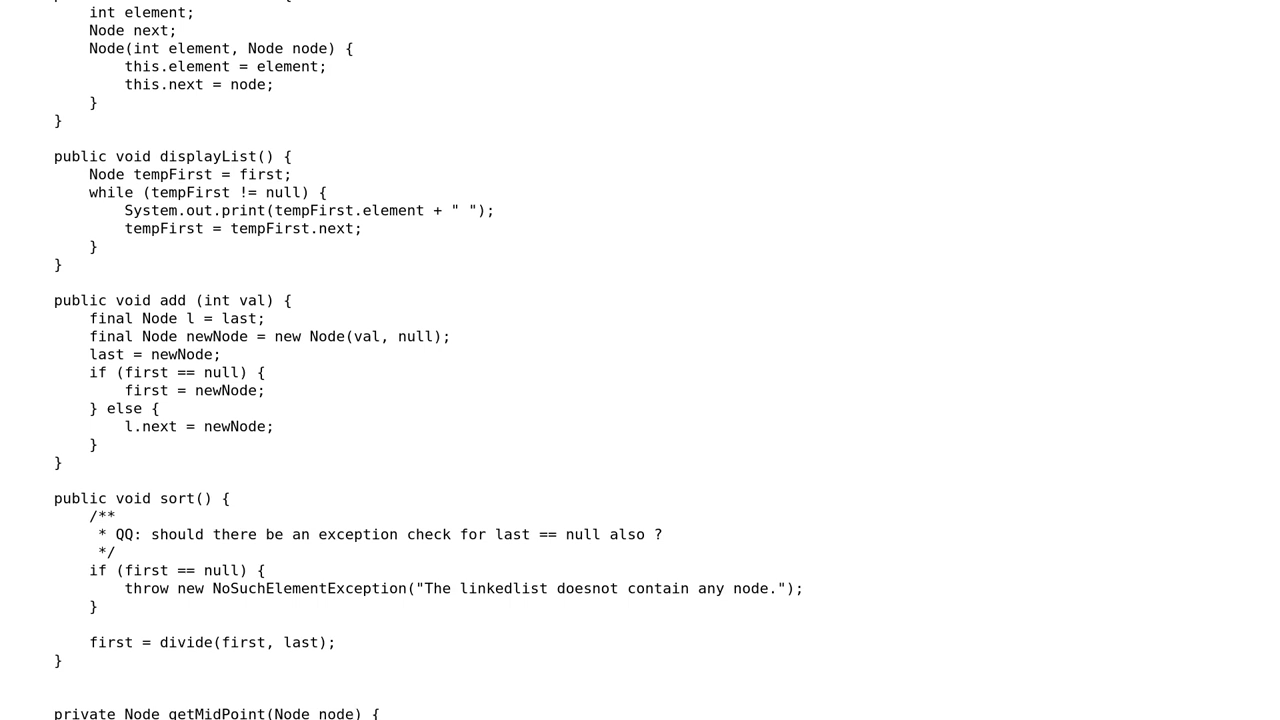 int element;
Node next;
Node(int element, Node node) {
this.element = element;
this.next = node;
}
}
public void displayList() {
Node tempFirst = first;
while (tempFirst != null) {
System.out.print(tempFirst.element + " ");
tempFirst = tempFirst.next;
}
}
public void add (int val) {
final Node l = last;
final Node newNode = new Node(val, null);
last = newNode;
if (first == null) {
first = newNode;
} else {
l.next = newNode;
}
}
public void sort() {
/**
* QQ: should there be an exception check for last == null also ?
*/
if (first == null) {
throw new NoSuchElementException("The linkedlist doesnot contain any node.");
}
first = divide(first, last);
}
private Node getMidPoint(Node node) {